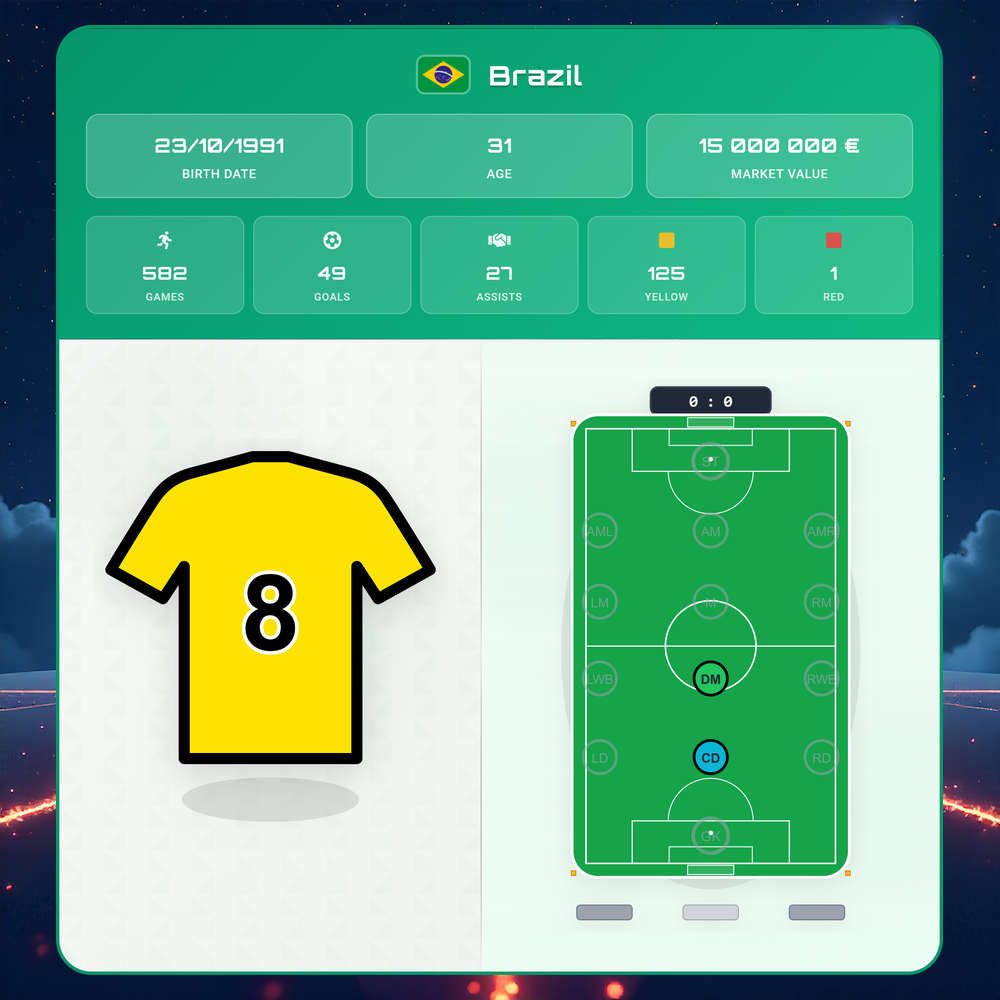 Brazil
23/10/1991
BIRTH DATE
31
AGE
15 000 000 €
MARKET VALUE
582
GAMES
49
GOALS
27
ASSISTS
125
YELLOW
1
RED
8
0 : 0
ST
AML AM AMR
LM M RM
LWB DM RWB
LD CD RD
GK